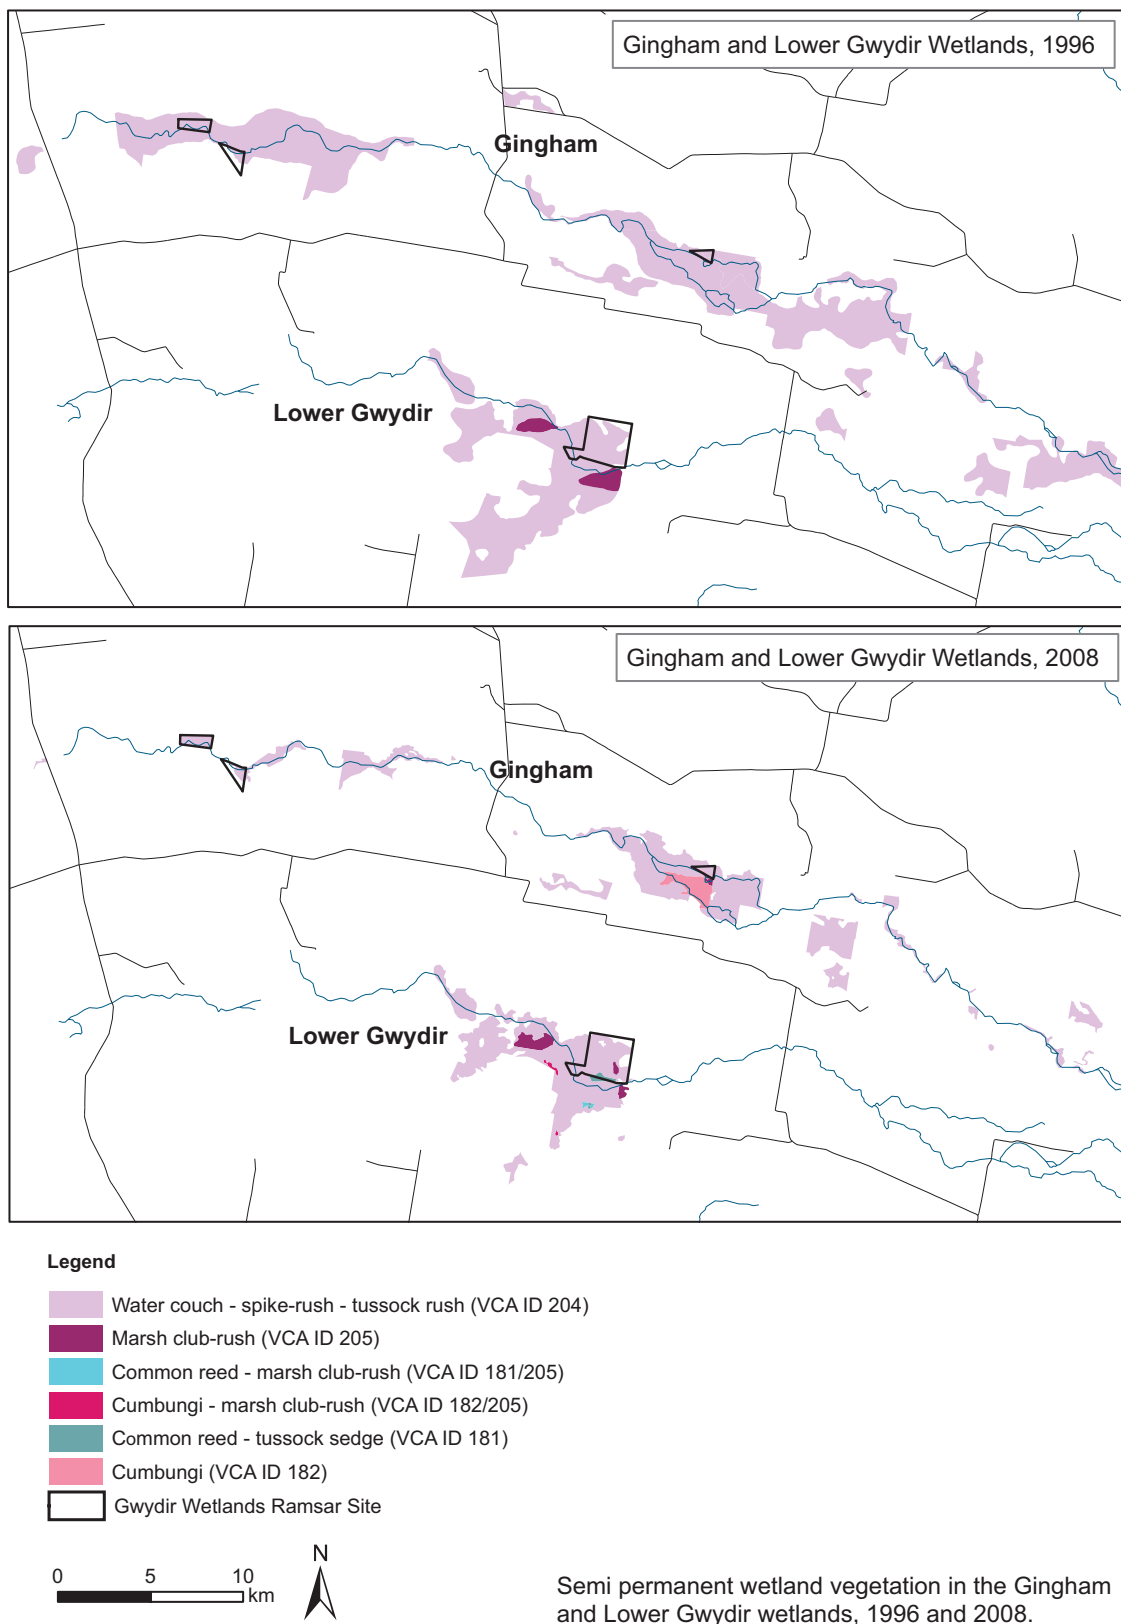 Gingham and Lower Gwydir Wetlands, 1996
Gingham
Lower Gwydir
Gingham and Lower Gwydir Wetlands, 2008
Gingham
Lower Gwydir
Legend
Water couch - spike-rush - tussock rush (VCA ID 204)
Marsh club-rush (VCA ID 205)
Common reed - marsh club-rush (VCA ID 181/205)
Cumbungi - marsh club-rush (VCA ID 182/205)
Common reed - tussock sedge (VCA ID 181)
Cumbungi (VCA ID 182)
Gwydir Wetlands Ramsar Site
0 5 10
km
N
Semi permanent wetland vegetation in the Gingham
and Lower Gwydir wetlands, 1996 and 2008.